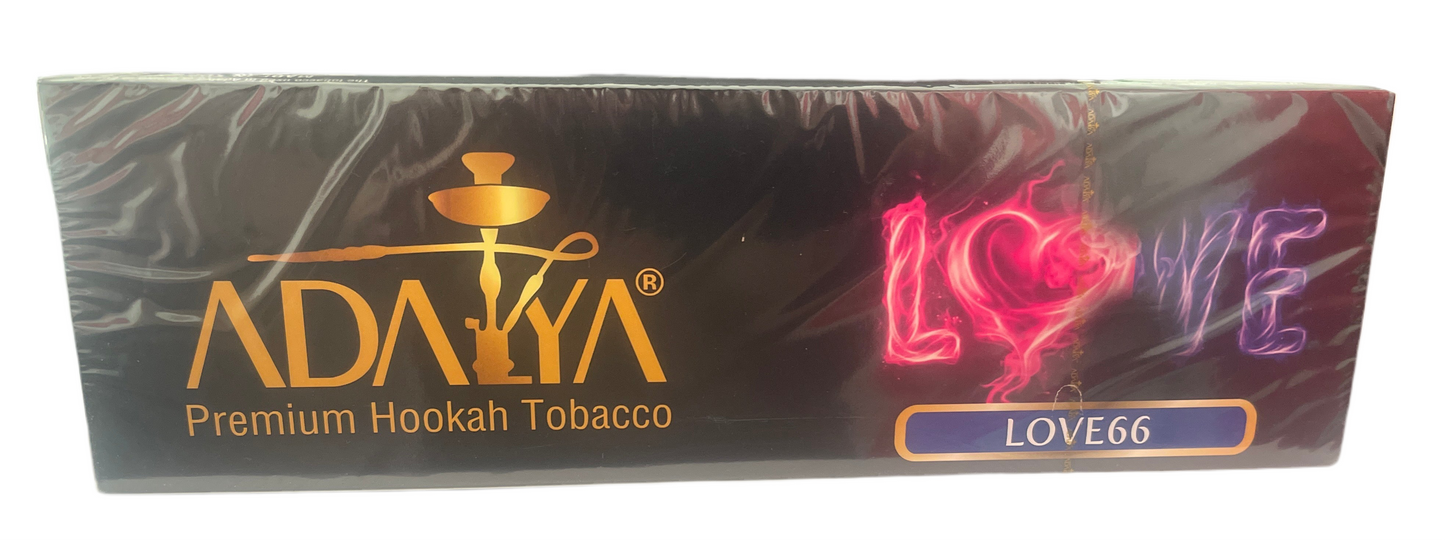 ADALYA®
Premium Hookah Tobacco
LOVE
LOVE66